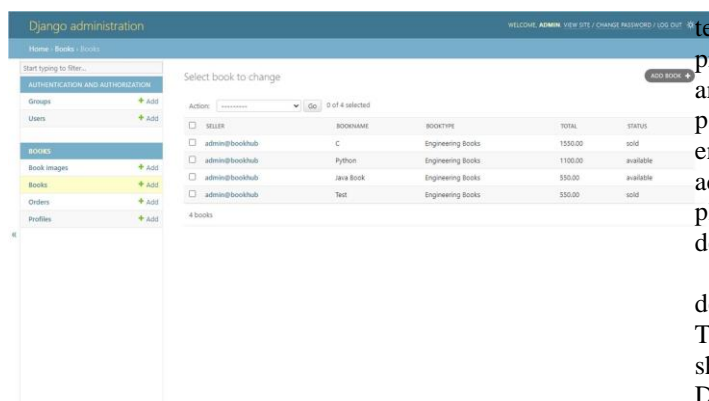 Django administration
WELCOME, ADMIN. VIEW SITE / CHANGE PASSWORD / LOG OUT
Home › Books › Books
Start typing to filter...
AUTHENTICATION AND AUTHORIZATION
Groups + Add
Users + Add
BOOKS
Book images + Add
Books + Add
Orders + Add
Profiles + Add
«
Select book to change
ADD BOOK +
Action: --------- Go 0 of 4 selected
SELLER BOOKNAME BOOKTYPE TOTAL STATUS
admin@bookhub C Engineering Books 1550.00 sold
admin@bookhub Python Engineering Books 1100.00 available
admin@bookhub Java Book Engineering Books 550.00 available
admin@bookhub Test Engineering Books 550.00 sold
4 books